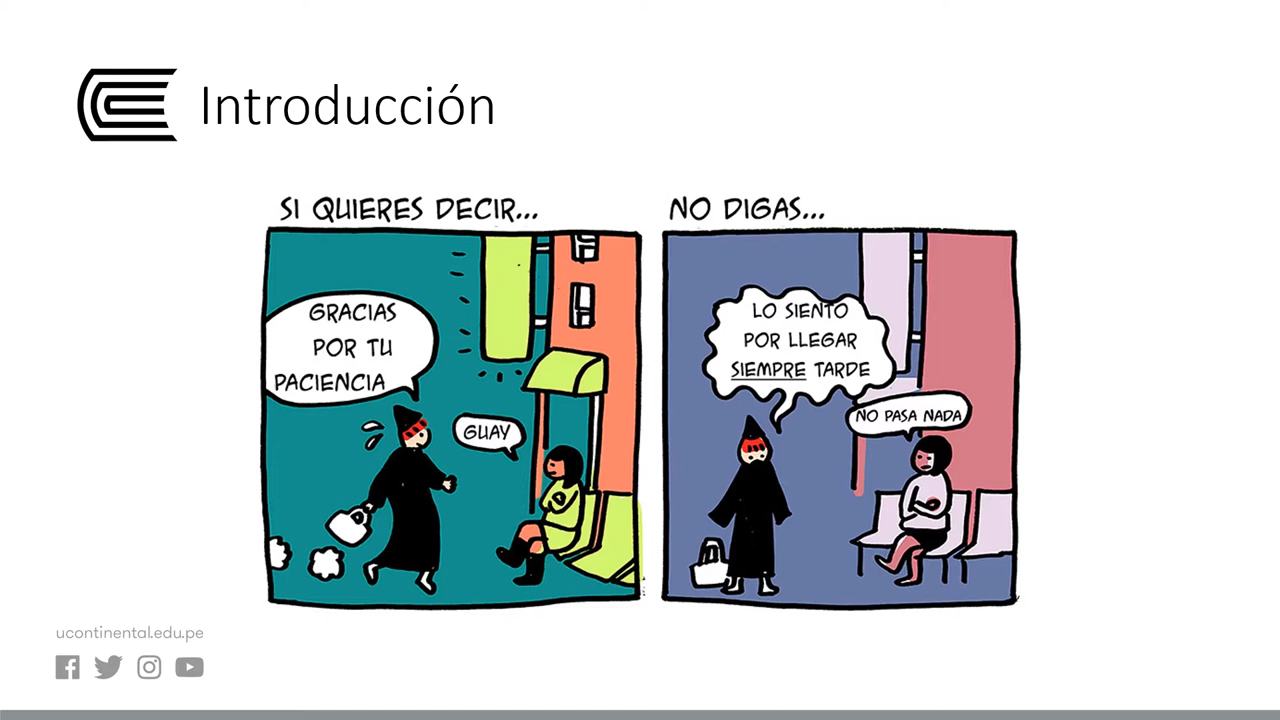 Introducción
SI QUIERES DECIR...
GRACIAS
POR TU
PACIENCIA
GUAY
NO DIGAS...
LO SIENTO
POR LLEGAR
SIEMPRE TARDE
NO PASA NADA
ucontinental.edu.pe